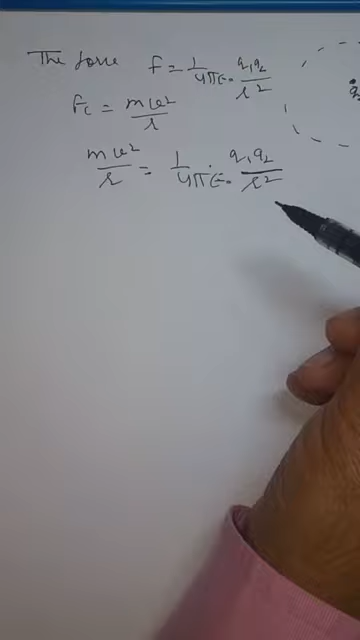 The force F = 1/4πε₀ q₁q₂/r²
Fc = mv²/r
mv²/r = 1/4πε₀ q₁q₂/r²